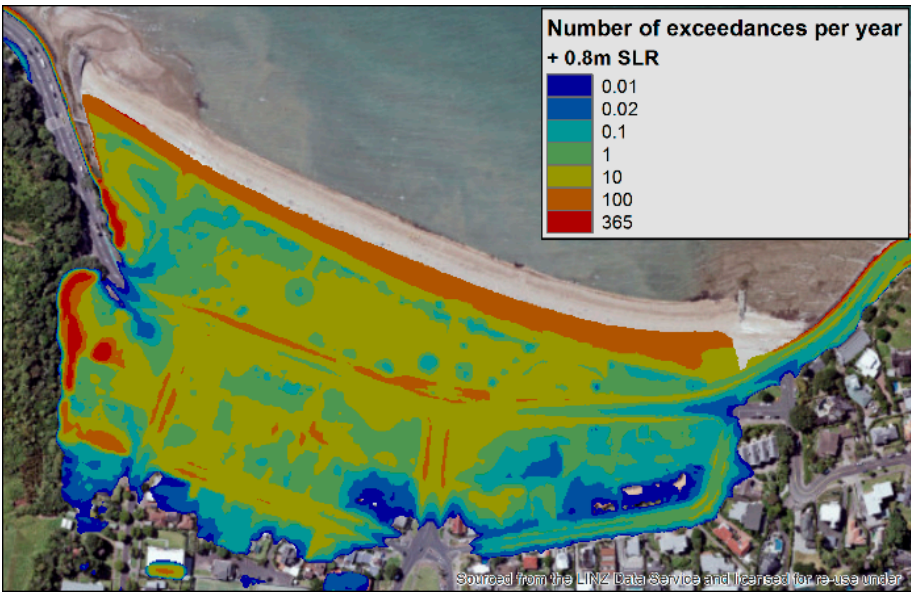 Number of exceedances per year
+ 0.8m SLR
0.01
0.02
0.1
1
10
100
365
Sourced from the LINZ Data Service and licensed for re-use under